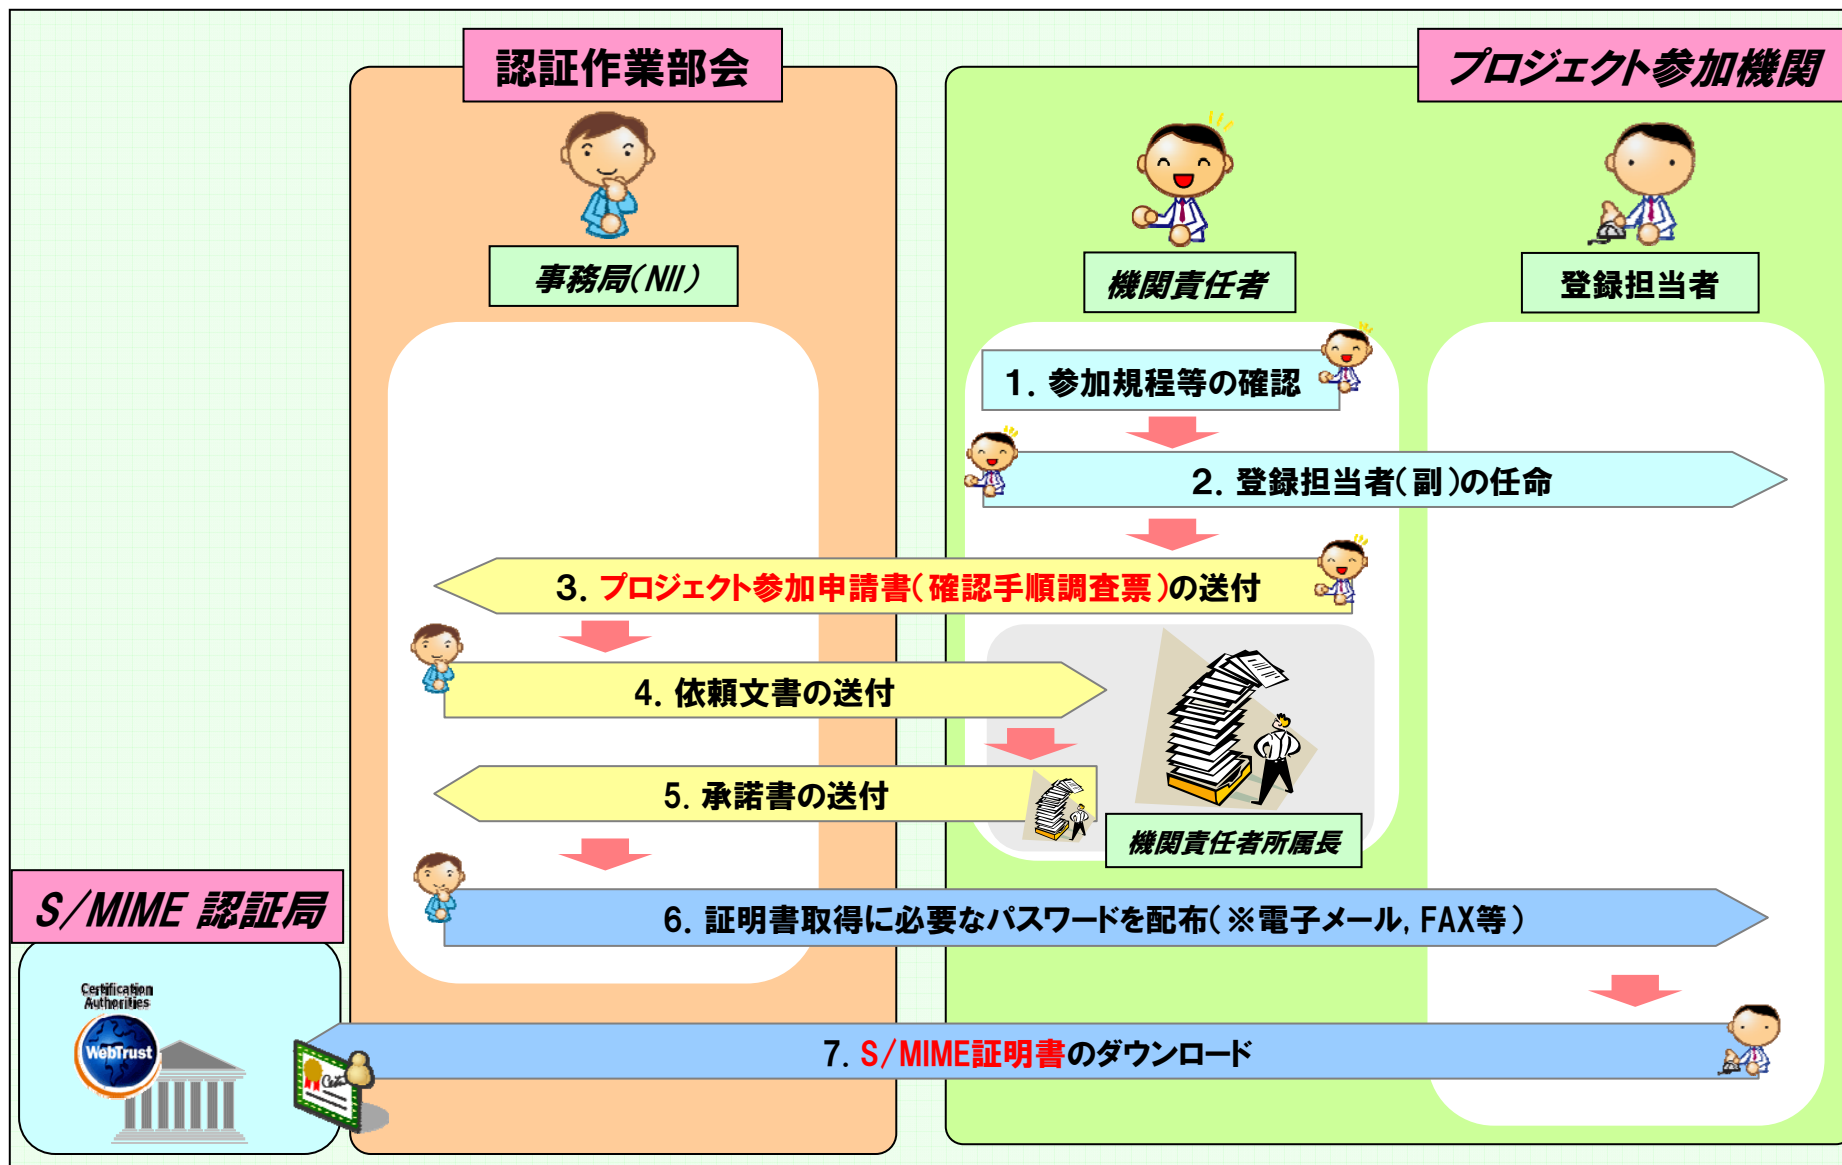 認証作業部会
プロジェクト参加機関
事務局(NII)
機関責任者
登録担当者
1. 参加規程等の確認
2. 登録担当者(副)の任命
3. プロジェクト参加申請書(確認手順調査票)の送付
4. 依頼文書の送付
5. 承諾書の送付
機関責任者所属長
6. 証明書取得に必要なパスワードを配布(※電子メール, FAX等)
S/MIME 認証局
Certification
Authorities
WebTrust
7. S/MIME証明書のダウンロード